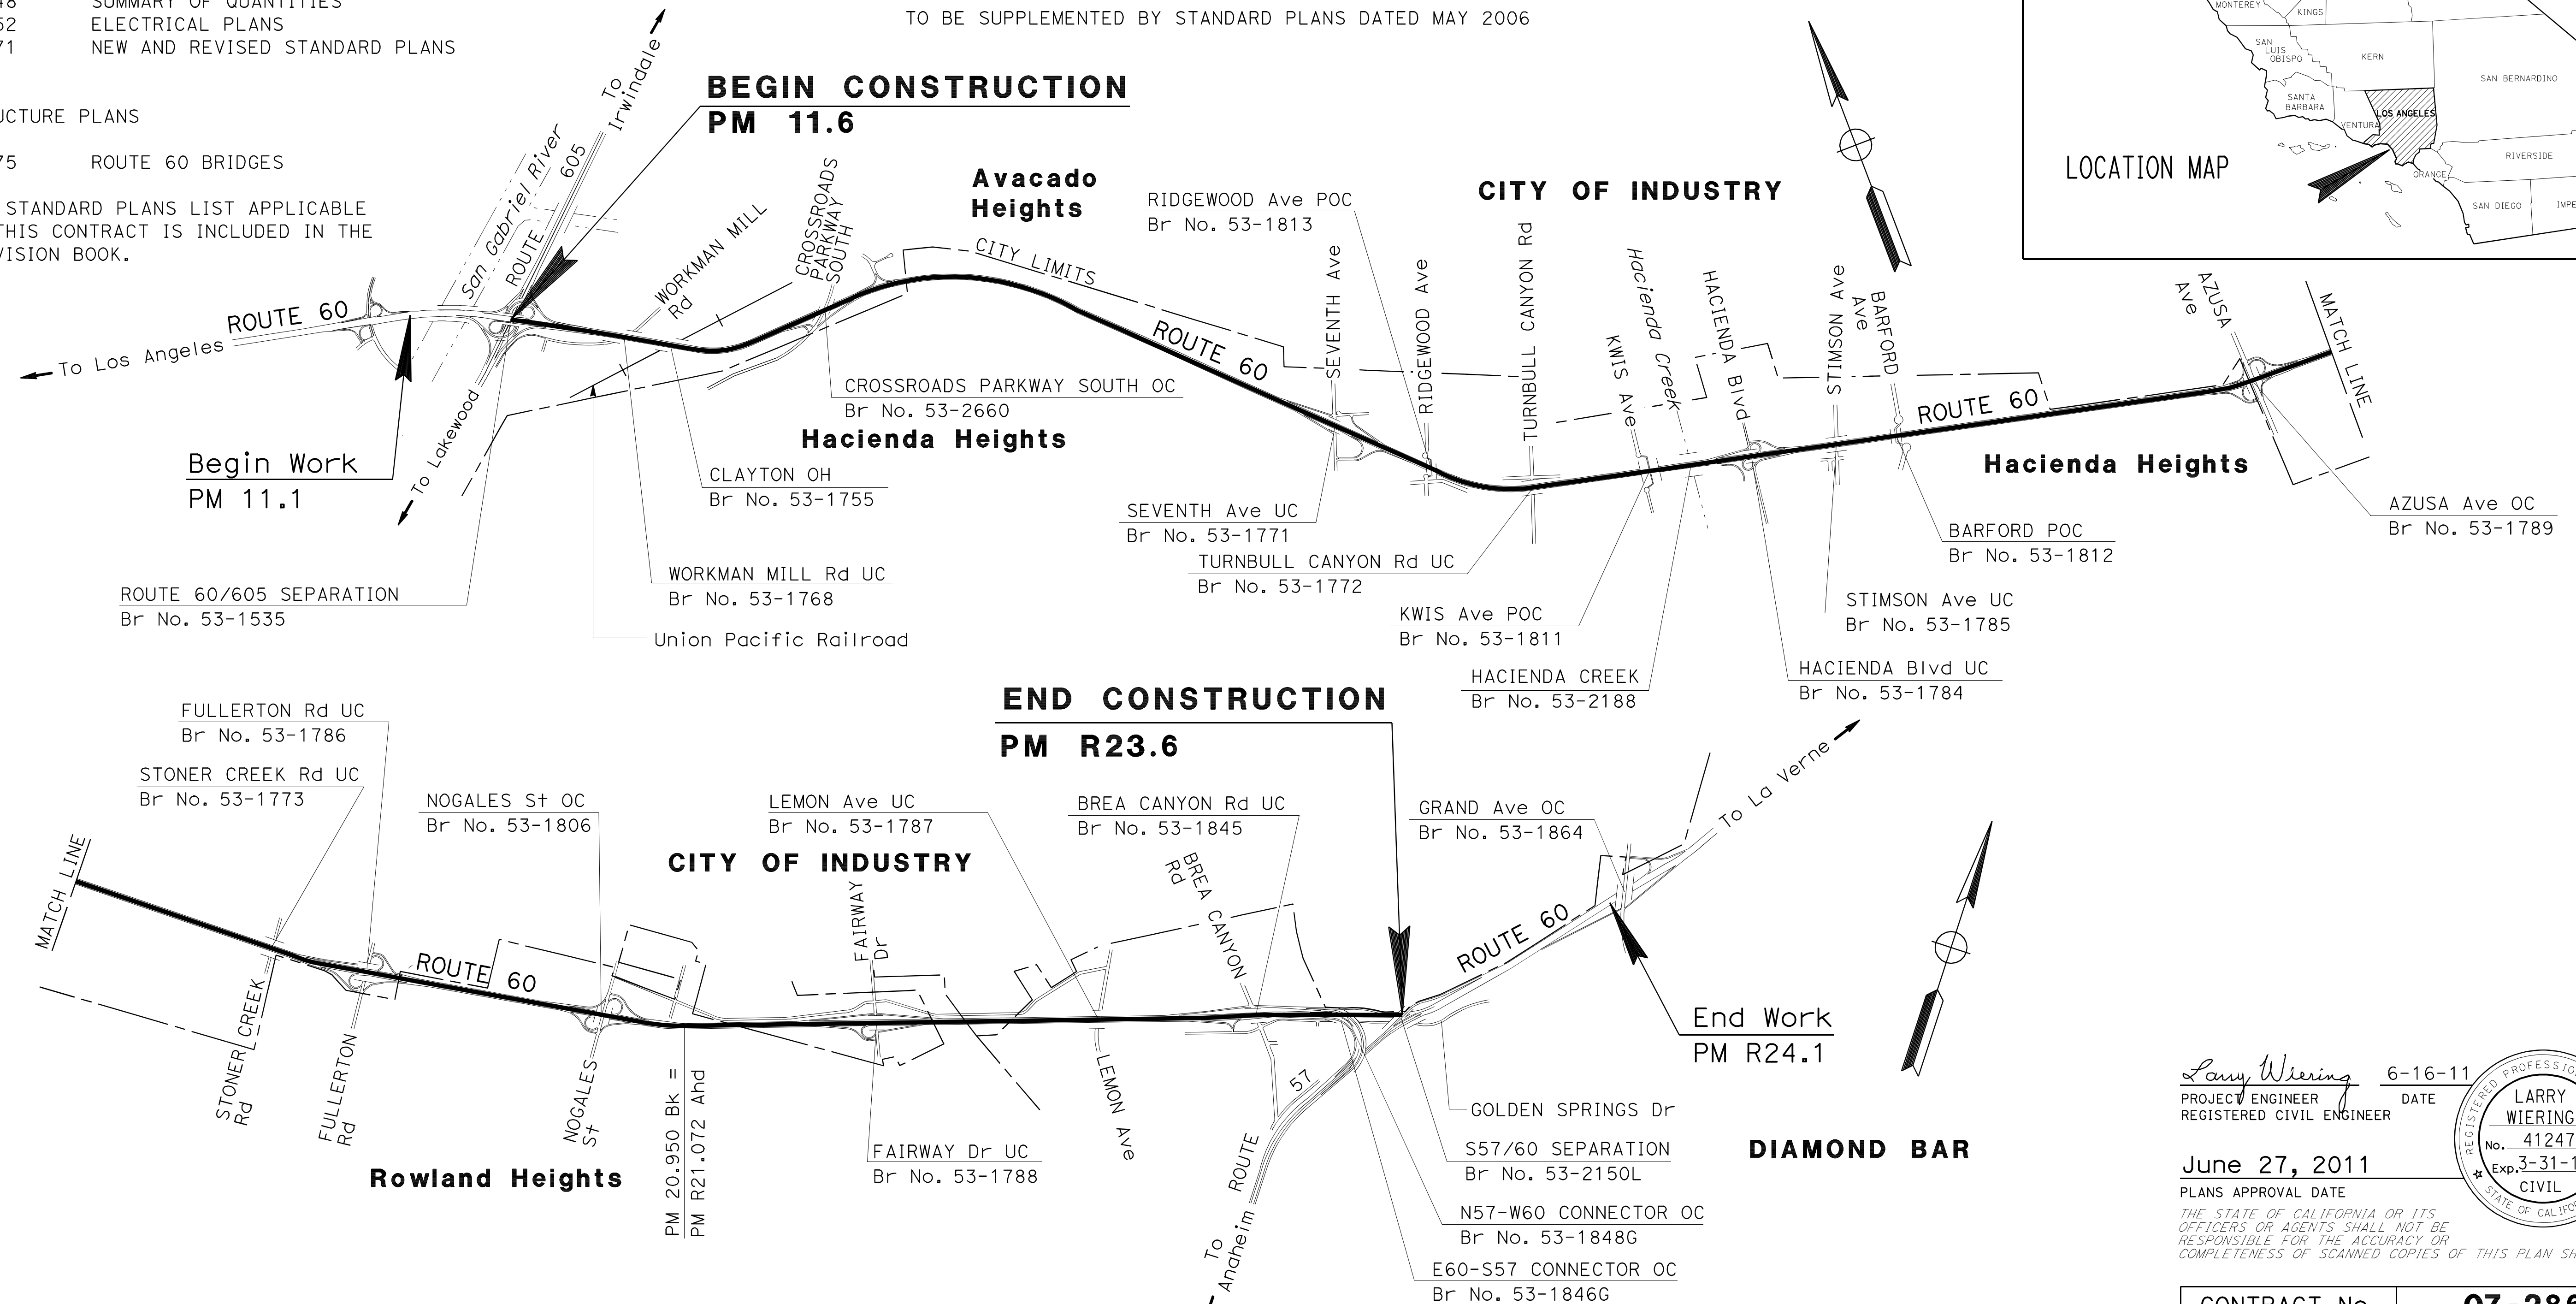 48 SUMMARY OF QUANTITIES
52 ELECTRICAL PLANS
71 NEW AND REVISED STANDARD PLANS
UCTURE PLANS
75 ROUTE 60 BRIDGES
STANDARD PLANS LIST APPLICABLE
THIS CONTRACT IS INCLUDED IN THE
VISION BOOK.
TO BE SUPPLEMENTED BY STANDARD PLANS DATED MAY 2006
MONTEREY
KINGS
SAN
LUIS
OBISPO
KERN
SAN BERNARDINO
SANTA
BARBARA
VENTURA
LOS ANGELES
RIVERSIDE
ORANGE
SAN DIEGO
IMPE
LOCATION MAP
To
Irwindale
BEGIN CONSTRUCTION
PM 11.6
San Gabriel River
ROUTE 605
WORKMAN MILL
Rd
CROSSROADS
PARKWAY
SOUTH
Avacado
Heights
CITY LIMITS
RIDGEWOOD Ave POC
Br No. 53-1813
CITY OF INDUSTRY
ROUTE 60
To Los Angeles
To Lakewood
Begin Work
PM 11.1
ROUTE 60
SEVENTH Ave
RIDGEWOOD Ave
TURNBULL CANYON Rd
KWIS Ave
Hacienda Creek
HACIENDA Blvd
STIMSON Ave
BARFORD
Ave
ROUTE 60
AZUSA
Ave
MATCH LINE
CROSSROADS PARKWAY SOUTH OC
Br No. 53-2660
Hacienda Heights
CLAYTON OH
Br No. 53-1755
WORKMAN MILL Rd UC
Br No. 53-1768
Union Pacific Railroad
ROUTE 60/605 SEPARATION
Br No. 53-1535
SEVENTH Ave UC
Br No. 53-1771
TURNBULL CANYON Rd UC
Br No. 53-1772
KWIS Ave POC
Br No. 53-1811
HACIENDA CREEK
Br No. 53-2188
HACIENDA Blvd UC
Br No. 53-1784
STIMSON Ave UC
Br No. 53-1785
BARFORD POC
Br No. 53-1812
Hacienda Heights
AZUSA Ave OC
Br No. 53-1789
FULLERTON Rd UC
Br No. 53-1786
STONER CREEK Rd UC
Br No. 53-1773
NOGALES St OC
Br No. 53-1806
LEMON Ave UC
Br No. 53-1787
CITY OF INDUSTRY
BREA CANYON Rd UC
Br No. 53-1845
END CONSTRUCTION
PM R23.6
GRAND Ave OC
Br No. 53-1864
To La Verne
MATCH LINE
ROUTE 60
STONER CREEK
Rd
FULLERTON
Rd
NOGALES
St
PM 20.950 Bk =
PM R21.072 Ahd
FAIRWAY
Dr
LEMON Ave
BREA CANYON
Rd
ROUTE 60
End Work
PM R24.1
Rowland Heights
FAIRWAY Dr UC
Br No. 53-1788
ROUTE 57
To
Anaheim
GOLDEN SPRINGS Dr
S57/60 SEPARATION
Br No. 53-2150L
N57-W60 CONNECTOR OC
Br No. 53-1848G
E60-S57 CONNECTOR OC
Br No. 53-1846G
DIAMOND BAR
Larry Wiering 6-16-11
PROJECT ENGINEER DATE
REGISTERED CIVIL ENGINEER
June 27, 2011
PLANS APPROVAL DATE
THE STATE OF CALIFORNIA OR ITS
OFFICERS OR AGENTS SHALL NOT BE
RESPONSIBLE FOR THE ACCURACY OR
COMPLETENESS OF SCANNED COPIES OF THIS PLAN SH
REGISTERED PROFESSIO
LARRY
WIERING
No. 41247
Exp. 3-31-1
CIVIL
STATE OF CALIFO
CONTRACT No.